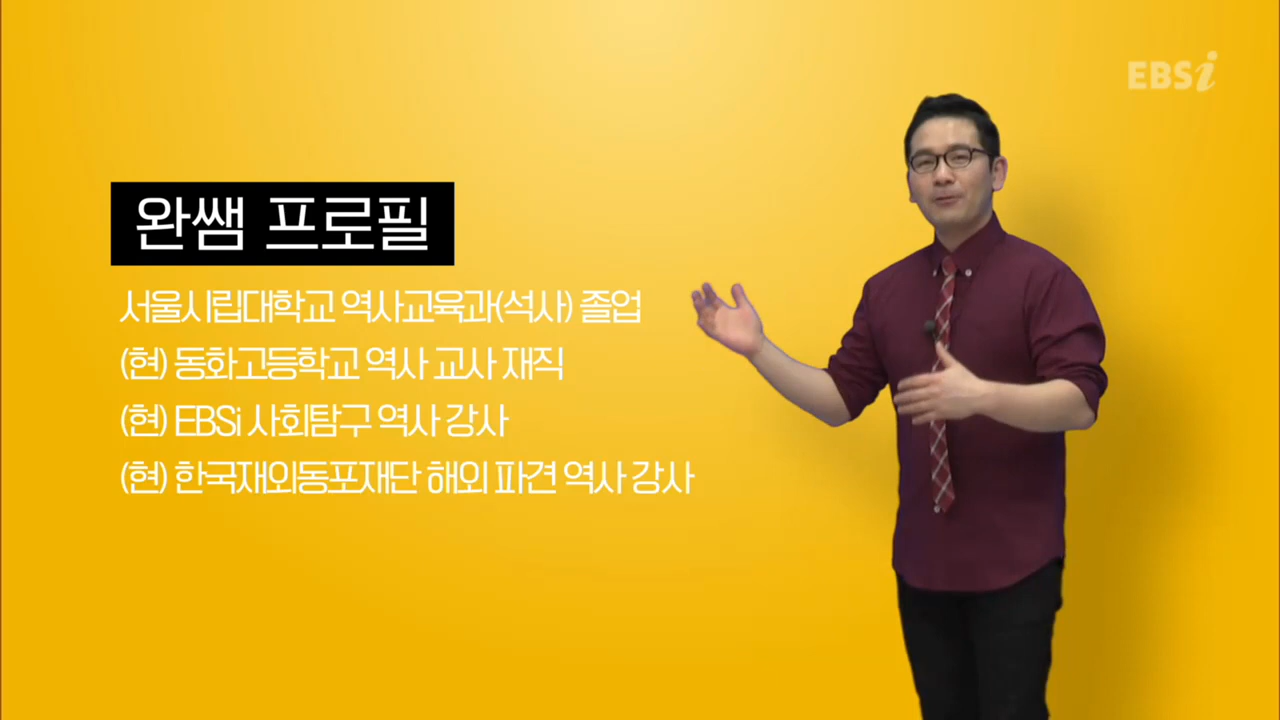 EBSi
완쌤 프로필
서울시립대학교 역사교육과(석사) 졸업
(현) 동화고등학교 역사 교사 재직
(현) EBSi 사회탐구 역사 강사
(현) 한국재외동포재단 해외 파견 역사 강사